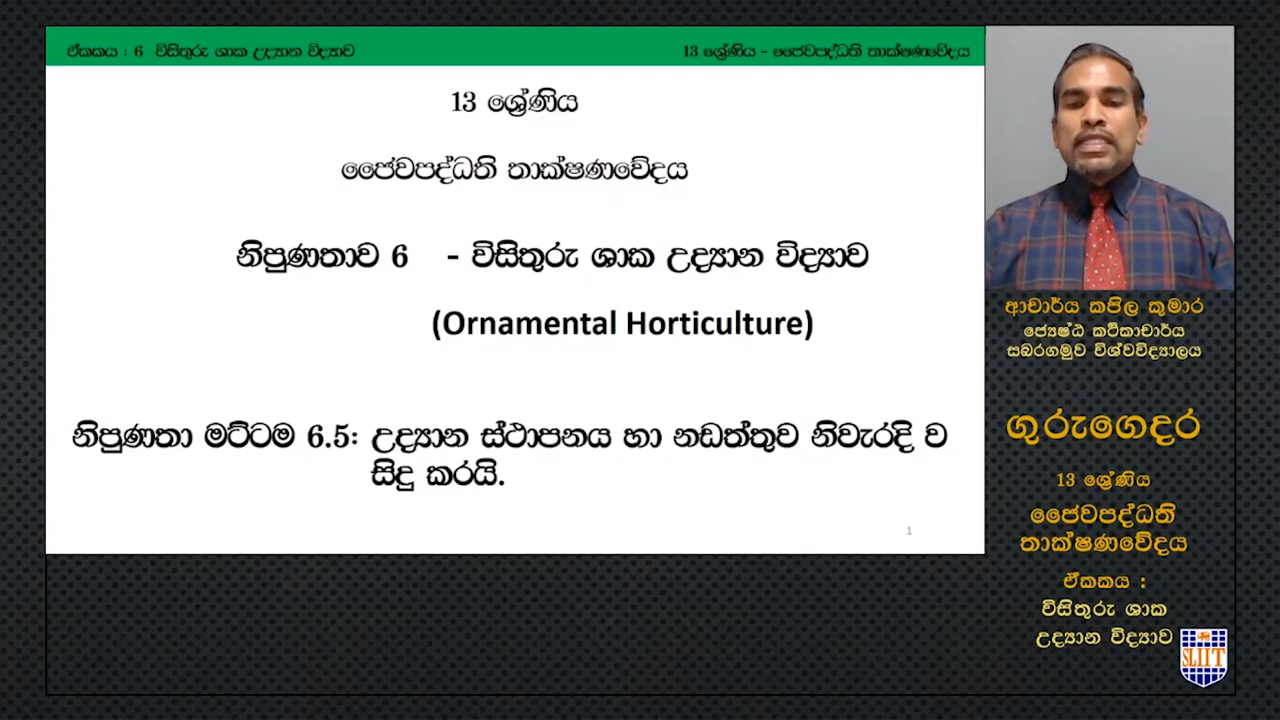 ඒකකය : 6 විසිතුරු ශාක උද්‍යාන විද්‍යාව
13 ශ්‍රේණිය - ජෛවපද්ධති තාක්ෂණවේදය
13 ශ්‍රේණිය
ජෛවපද්ධති තාක්ෂණවේදය
නිපුණතාව 6 - විසිතුරු ශාක උද්‍යාන විද්‍යාව
(Ornamental Horticulture)
නිපුණතා මට්ටම 6.5: උද්‍යාන ස්ථාපනය හා නඩත්තුව නිවැරදි ව
සිදු කරයි.
1
ආචාර්ය කපිල කුමාර
ජ්‍යෙෂ්ඨ කථිකාචාර්ය
සබරගමුව විශ්වවිද්‍යාලය
ගුරුගෙදර
13 ශ්‍රේණිය
ජෛවපද්ධති
තාක්ෂණවේදය
ඒකකය :
විසිතුරු ශාක
උද්‍යාන විද්‍යාව
SLIIT